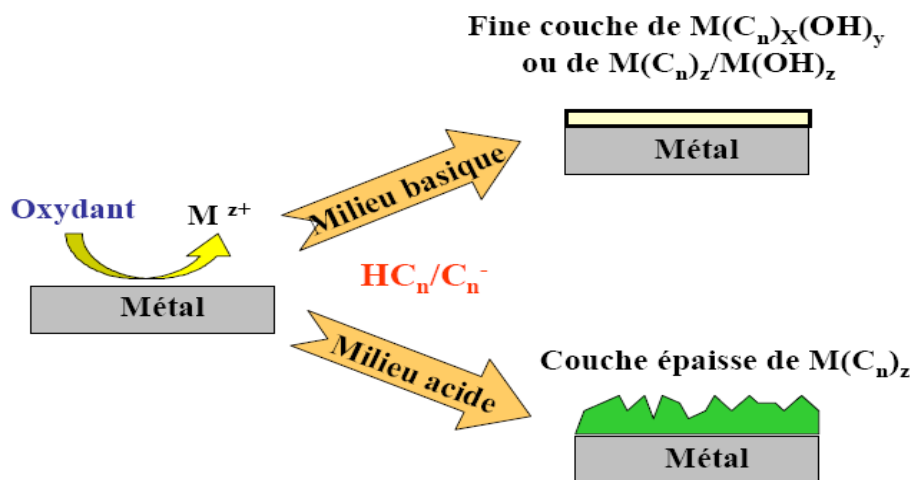 Fine couche de M(Cₙ)ₓ(OH)ᵧ
ou de M(Cₙ)z/M(OH)z
Métal
Milieu basique
Oxydant
M ᶻ⁺
Métal
HCₙ/Cₙ⁻
Milieu acide
Couche épaisse de M(Cₙ)z
Métal